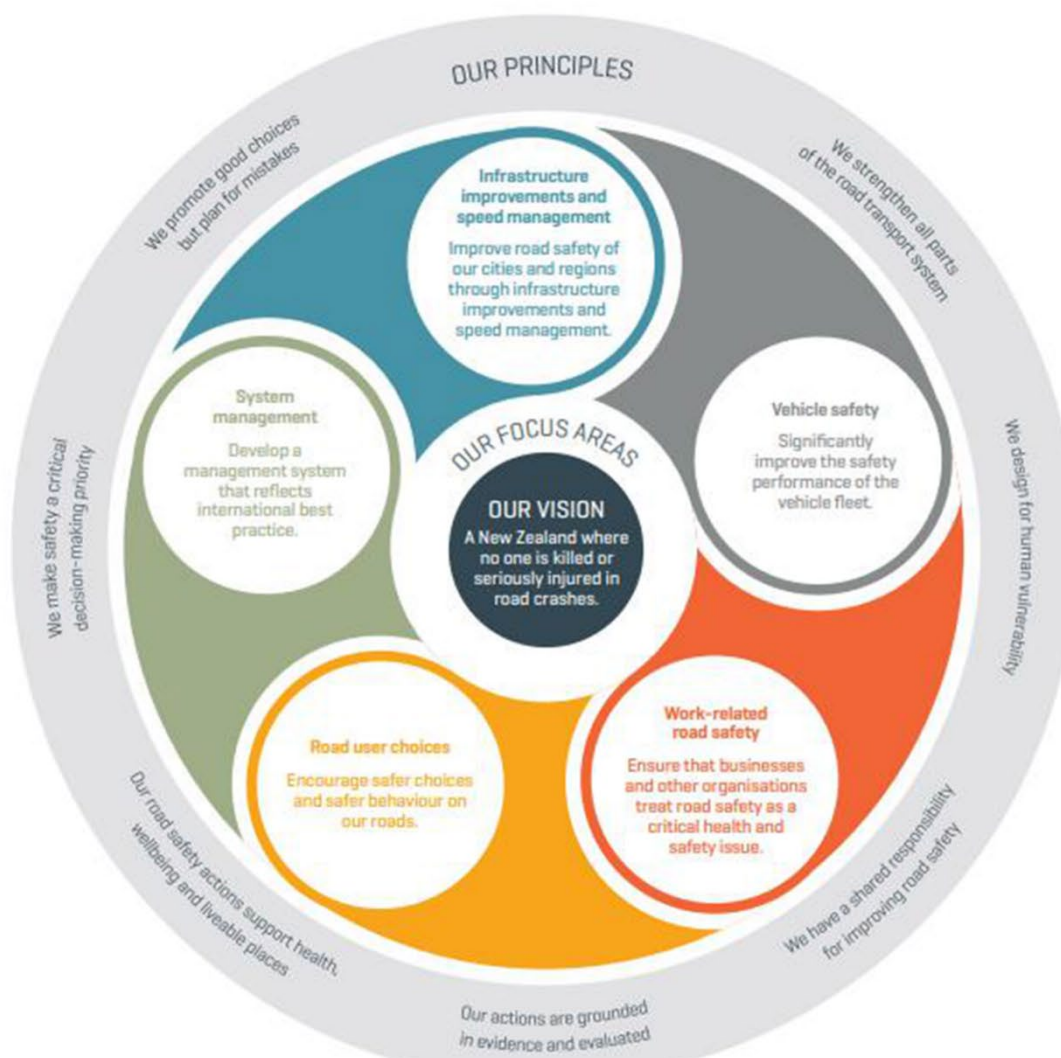 OUR PRINCIPLES
We promote good choices
but plan for mistakes
We strengthen all parts
of the road transport system
We design for human vulnerability
We have a shared responsibility
for improving road safety
Our actions are grounded
in evidence and evaluated
Our road safety actions support health,
wellbeing and liveable places
We make safety a critical
decision-making priority
Infrastructure
improvements and
speed management
Improve road safety of
our cities and regions
through infrastructure
improvements and
speed management.
Vehicle safety
Significantly
improve the safety
performance of the
vehicle fleet.
Work-related
road safety
Ensure that businesses
and other organisations
treat road safety as a
critical health and
safety issue.
Road user choices
Encourage safer choices
and safer behaviour on
our roads.
System
management
Develop a
management system
that reflects
international best
practice.
OUR FOCUS AREAS
OUR VISION
A New Zealand where
no one is killed or
seriously injured in
road crashes.